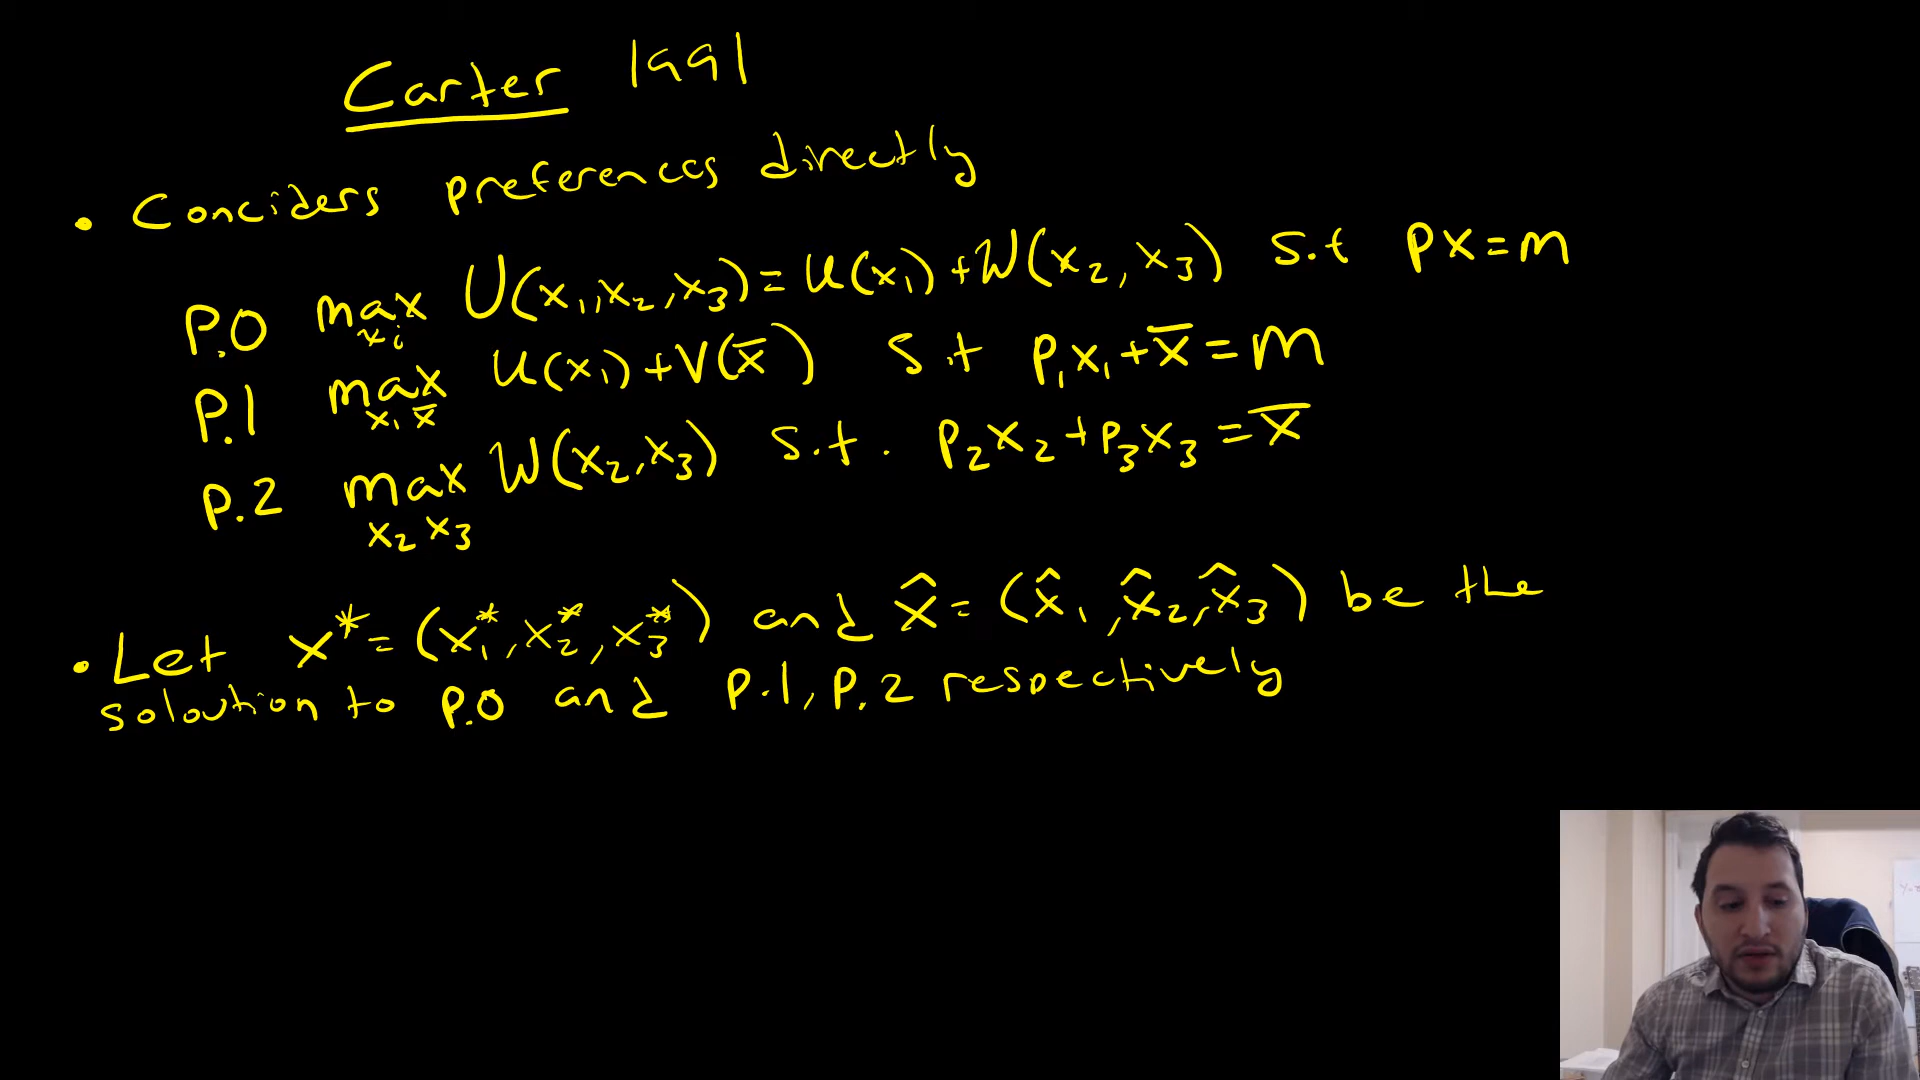 Carter 1991
• Conciders preferences directly
P.0 max xi U(x1,x2,x3)=u(x1)+W(x2,x3) s.t px=m
P.1 max x1 x̅ u(x1)+V(x̅) s.t p1x1+x̅=m
P.2 max x2 x3 W(x2,x3) s.t. p2x2+p3x3=x̅
• Let x*=(x1*,x2*,x3*) and x̂=(x̂1,x̂2,x̂3) be the
soloution to P.0 and P.1, P.2 respectively